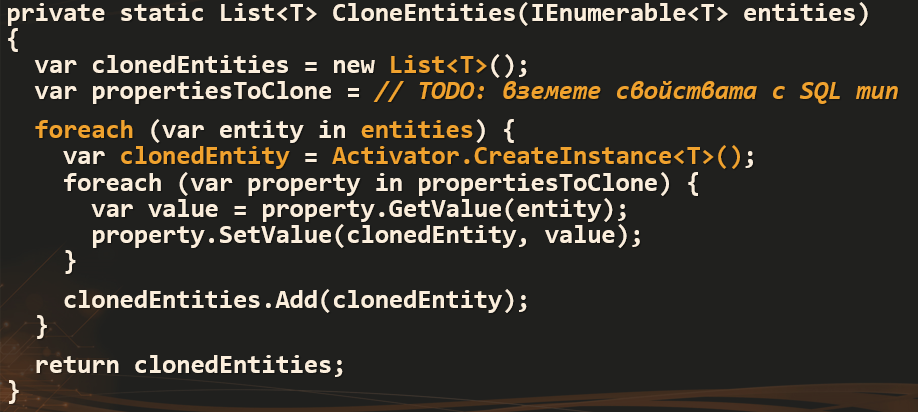 private static List<T> CloneEntities(IEnumerable<T> entities)
{
var clonedEntities = new List<T>();
var propertiesToClone = // TODO: вземете свойствата с SQL тип
foreach (var entity in entities) {
var clonedEntity = Activator.CreateInstance<T>();
foreach (var property in propertiesToClone) {
var value = property.GetValue(entity);
property.SetValue(clonedEntity, value);
}
clonedEntities.Add(clonedEntity);
}
return clonedEntities;
}